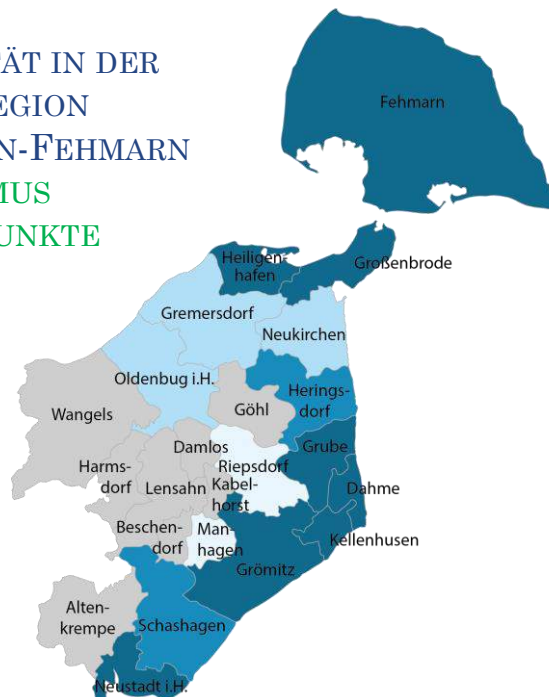 ÄT IN DER
EGION
N-FEHMARN
MUS
UNKTE
Fehmarn
Heiligen-
hafen
Großenbrode
Gremersdorf
Neukirchen
Oldenbug i.H.
Herings-
dorf
Göhl
Wangels
Damlos
Grube
Riepsdorf
Harms-
dorf
Lensahn
Kabel-
horst
Dahme
Beschen-
dorf
Man-
hagen
Kellenhusen
Grömitz
Alten-
krempe
Schashagen
Neustadt i.H.